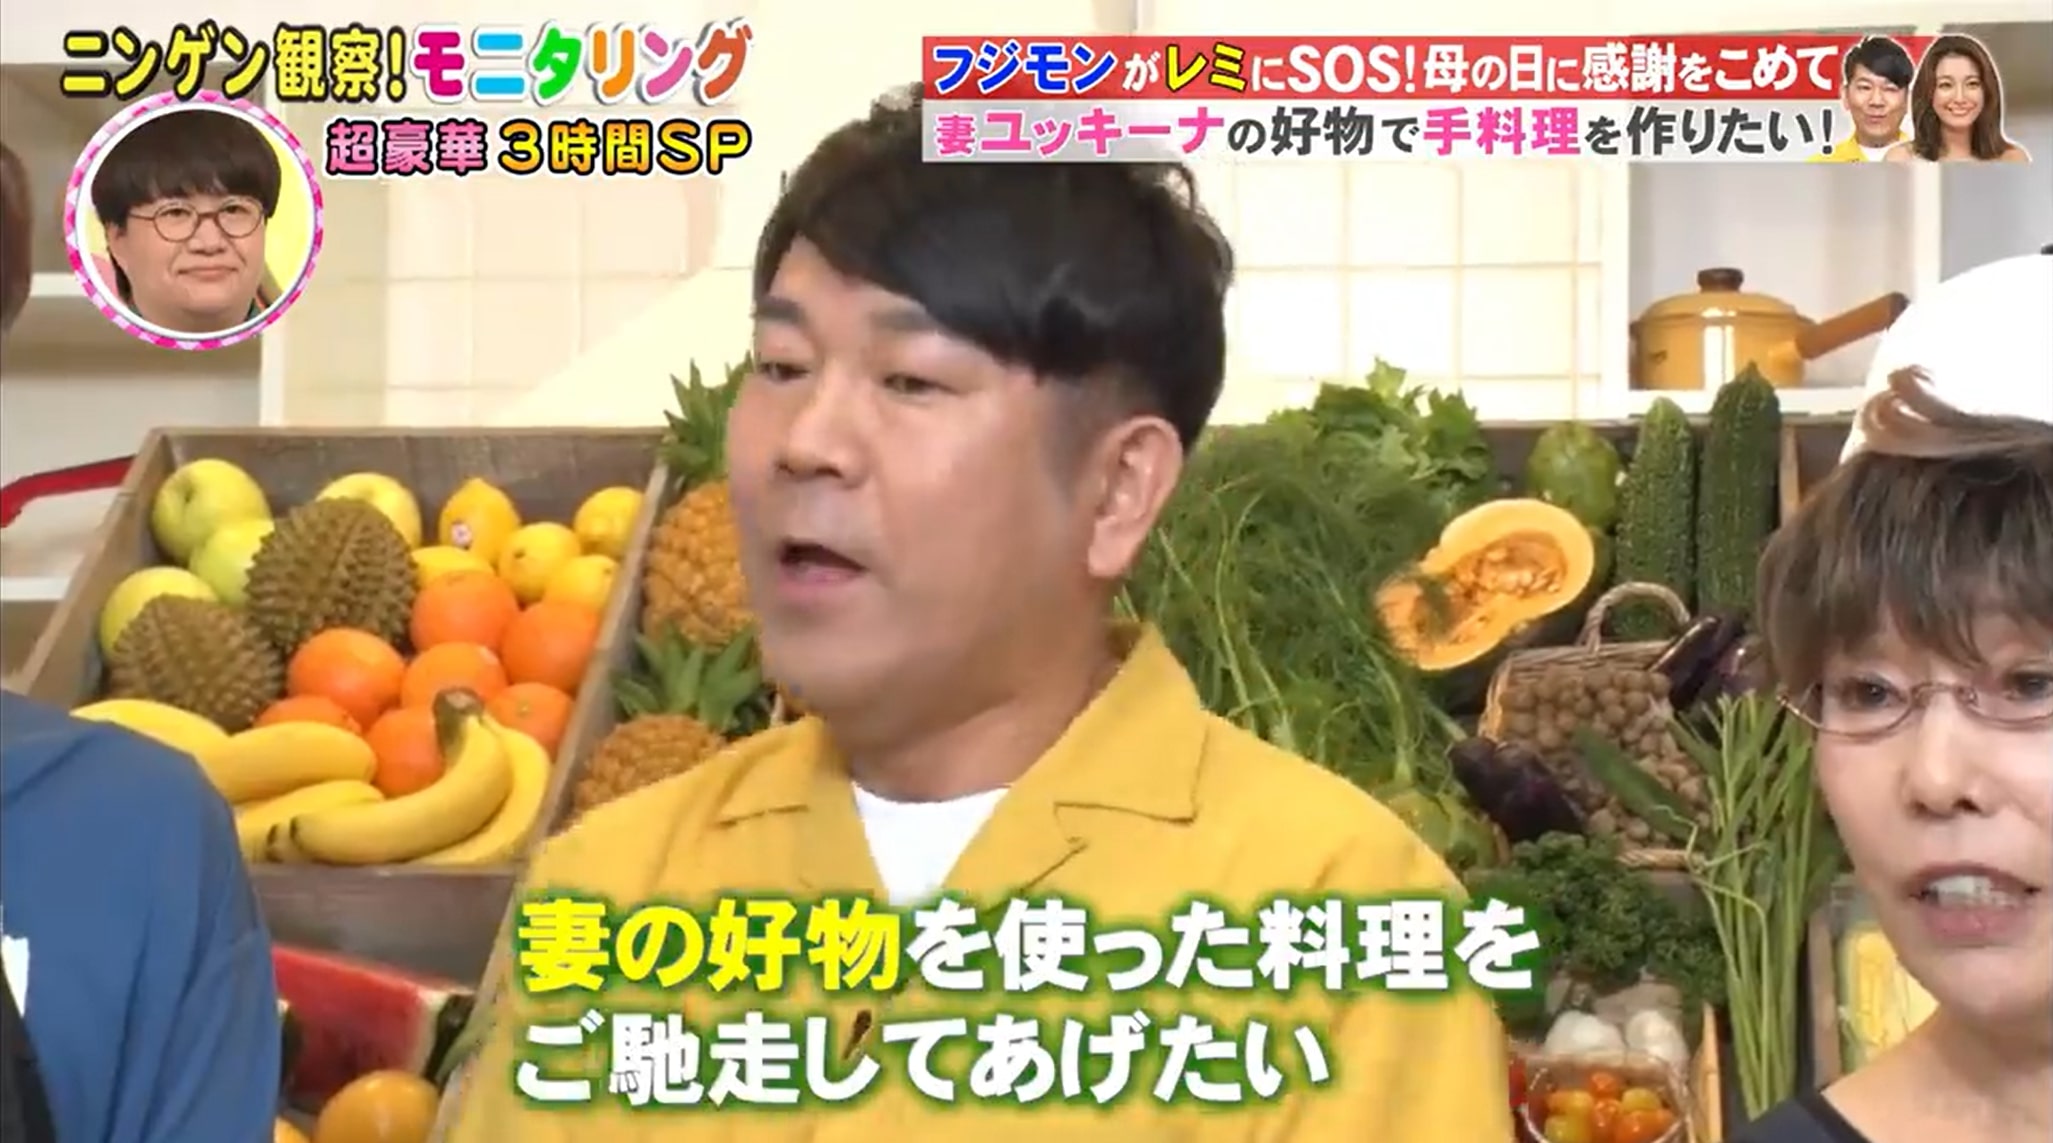 ニンゲン観察！モニタリング
超豪華3時間SP
フジモンがレミにSOS！母の日に感謝をこめて
妻ユッキーナの好物で手料理を作りたい！
妻の好物を使った料理を
ご馳走してあげたい